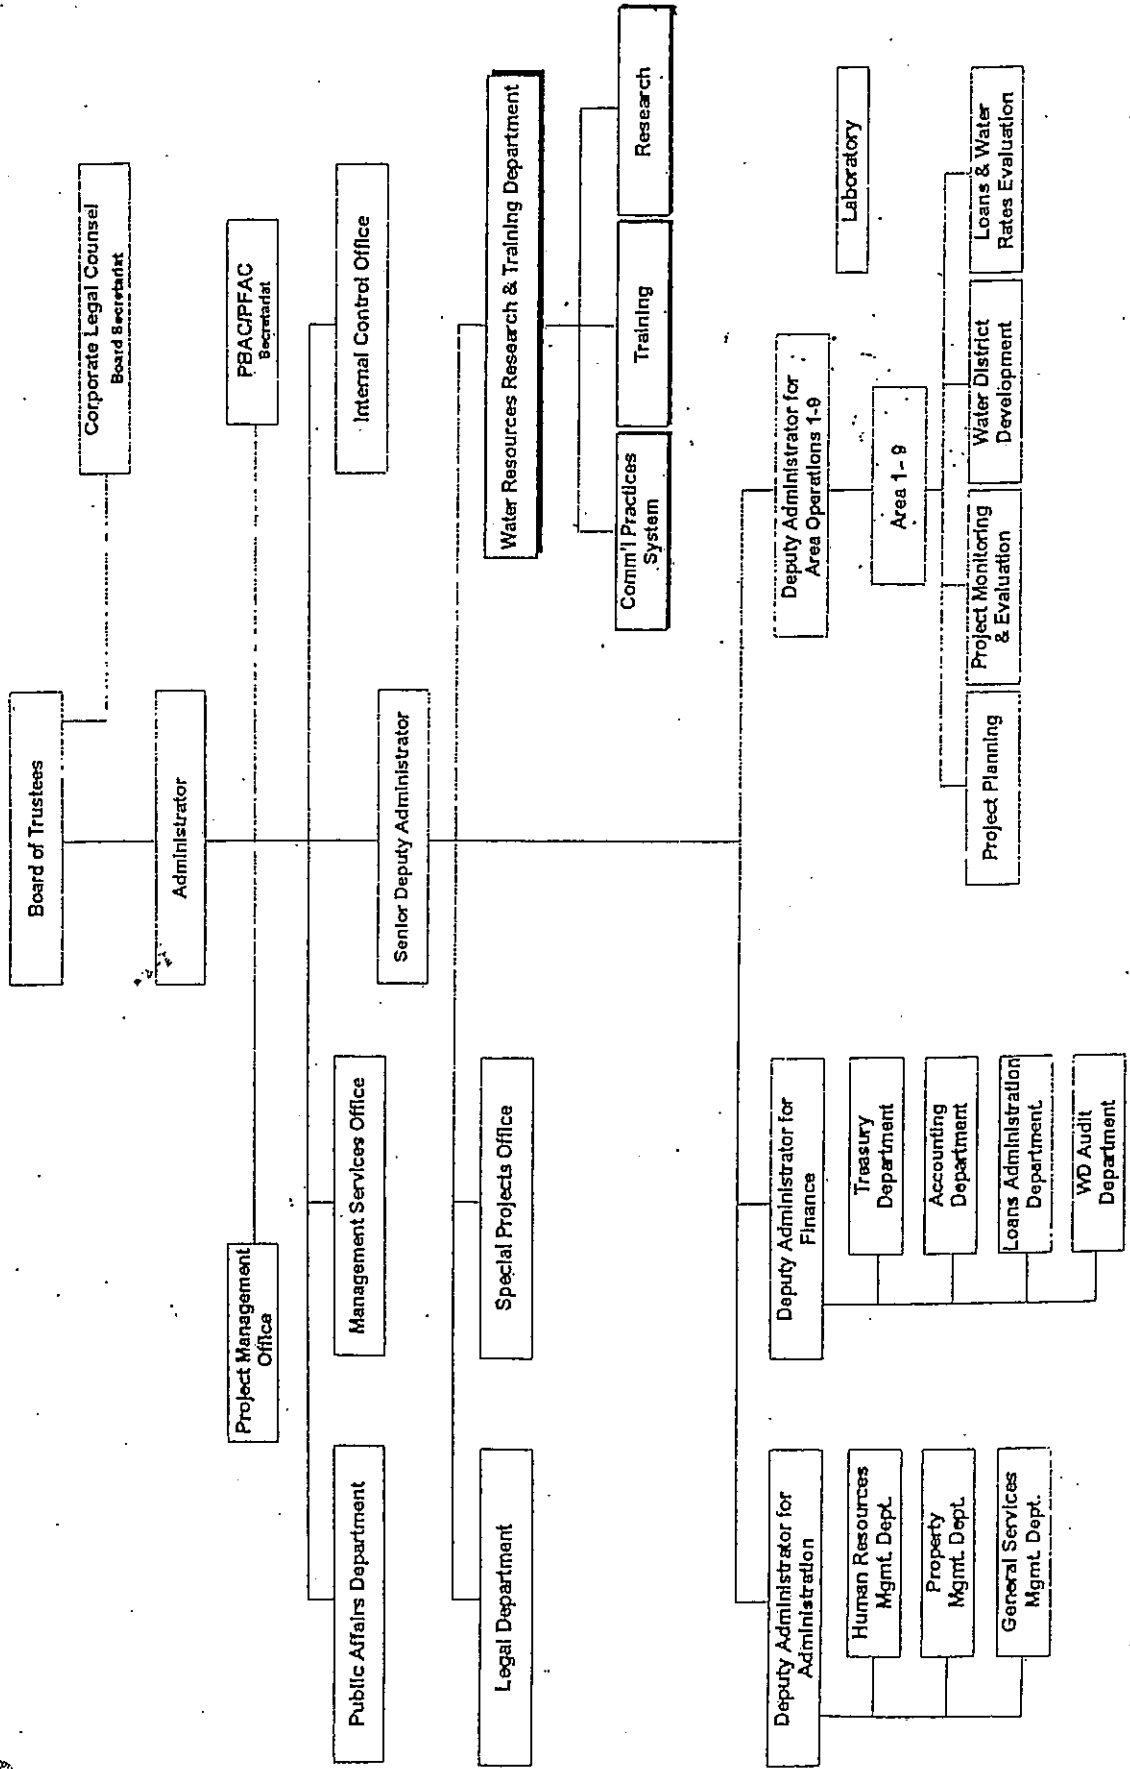 Board of Trustees
Corporate Legal Counsel
Board Secretariat
Administrator
Project Management
Office
PBAC/PFAC
Secretariat
Public Affairs Department
Management Services Office
Internal Control Office
Senior Deputy Administrator
Legal Department
Special Projects Office
Water Resources Research & Training Department
Comm'l Practices
System
Training
Research
Deputy Administrator for
Administration
Human Resources
Mgmt. Dept.
Property
Mgmt. Dept.
General Services
Mgmt. Dept.
Deputy Administrator for
Finance
Treasury
Department
Accounting
Department
Loans Administration
Department
WD Audit
Department
Deputy Administrator for
Area Operations 1-9
Laboratory
Area 1 - 9
Project Planning
Project Monitoring
& Evaluation
Water District
Development
Loans & Water
Rates Evaluation